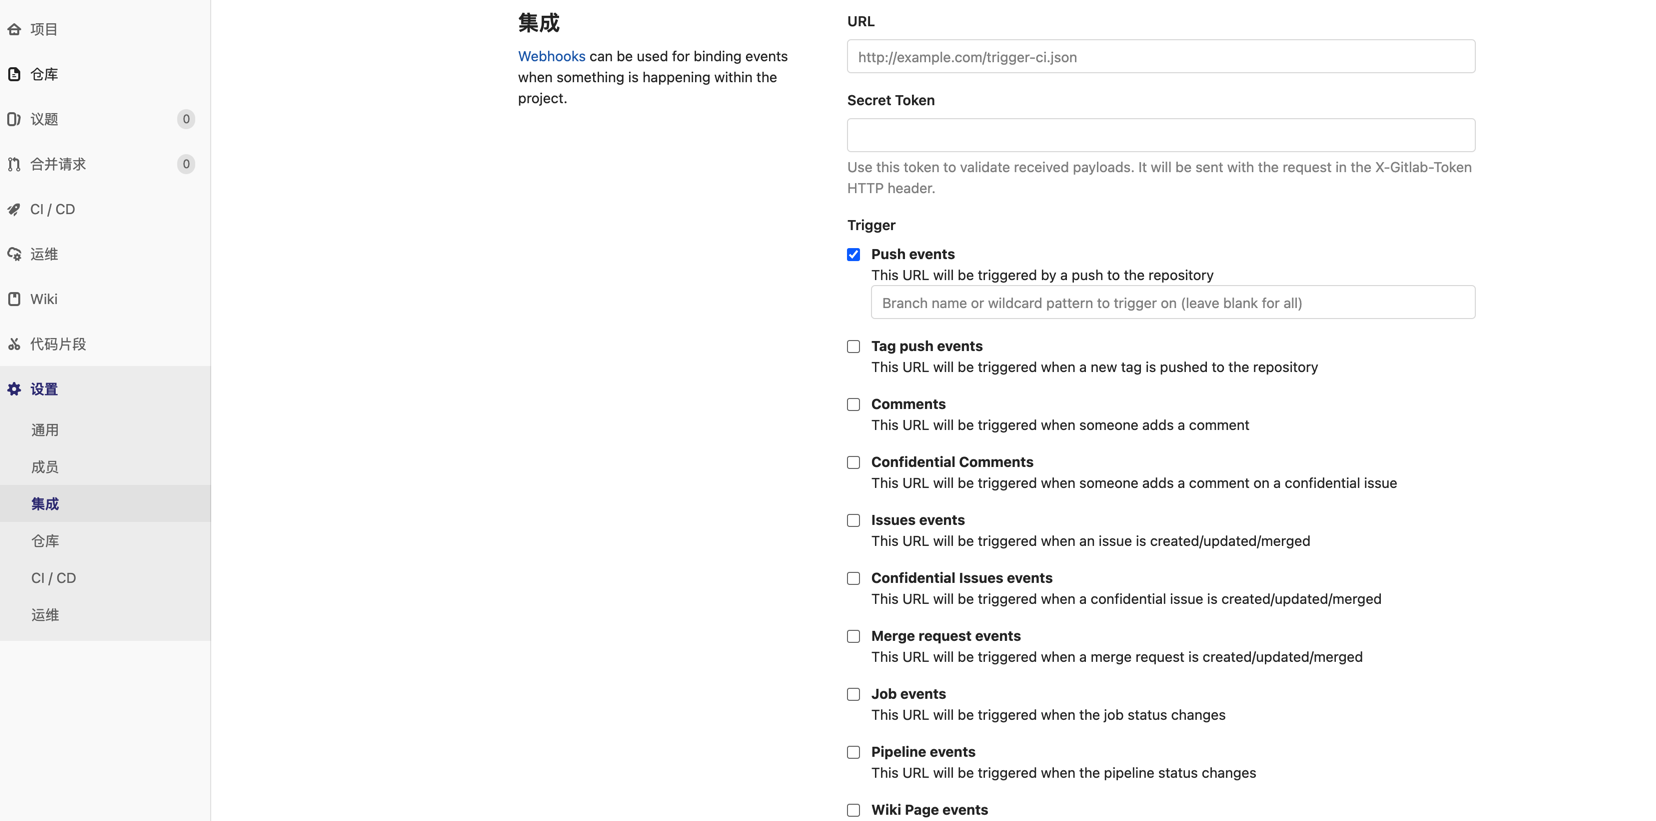 项目
仓库
议题 0
合并请求 0
CI / CD
运维
Wiki
代码片段
设置
通用
成员
集成
仓库
CI / CD
运维
集成
Webhooks can be used for binding events
when something is happening within the
project.
URL
http://example.com/trigger-ci.json
Secret Token
Use this token to validate received payloads. It will be sent with the request in the X-Gitlab-Token
HTTP header.
Trigger
Push events
This URL will be triggered by a push to the repository
Branch name or wildcard pattern to trigger on (leave blank for all)
Tag push events
This URL will be triggered when a new tag is pushed to the repository
Comments
This URL will be triggered when someone adds a comment
Confidential Comments
This URL will be triggered when someone adds a comment on a confidential issue
Issues events
This URL will be triggered when an issue is created/updated/merged
Confidential Issues events
This URL will be triggered when a confidential issue is created/updated/merged
Merge request events
This URL will be triggered when a merge request is created/updated/merged
Job events
This URL will be triggered when the job status changes
Pipeline events
This URL will be triggered when the pipeline status changes
Wiki Page events